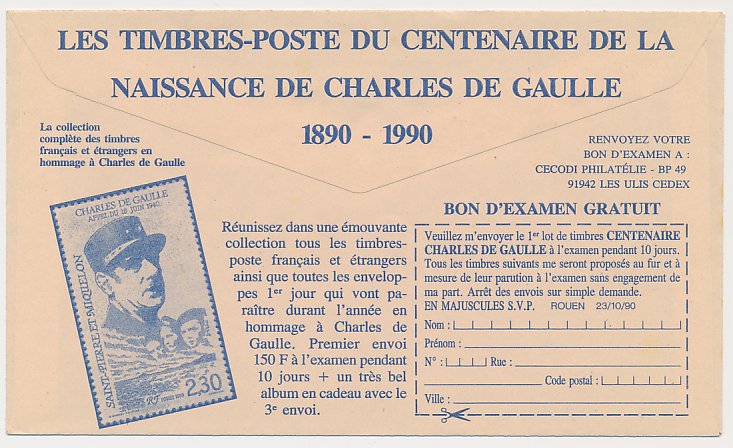 LES TIMBRES-POSTE DU CENTENAIRE DE LA
NAISSANCE DE CHARLES DE GAULLE
1890 - 1990
La collection
complète des timbres
français et étrangers en
hommage à Charles de Gaulle
RENVOYEZ VOTRE
BON D'EXAMEN A :
CECODI PHILATÉLIE - BP 49
91942 LES ULIS CEDEX
CHARLES DE GAULLE
APPEL DU 18 JUIN 1940
SAINT-PIERRE ET MIQUELON
2,30
RF POSTES 1990
Réunissez dans une émouvante
collection tous les timbres-
poste français et étrangers
ainsi que toutes les envelop-
pes 1er jour qui vont pa-
raître durant l'année en
hommage à Charles de
Gaulle. Premier envoi
150 F à l'examen pendant
10 jours + un très bel
album en cadeau avec le
3e envoi.
BON D'EXAMEN GRATUIT
Veuillez m'envoyer le 1er lot de timbres CENTENAIRE
CHARLES DE GAULLE à l'examen pendant 10 jours.
Tous les timbres suivants me seront proposés au fur et à
mesure de leur parution à l'examen sans engagement de
ma part. Arrêt des envois sur simple demande.
EN MAJUSCULES S.V.P. ROUEN 23/10/90
Nom :
Prénom :
N° : Rue :
Code postal :
Ville :